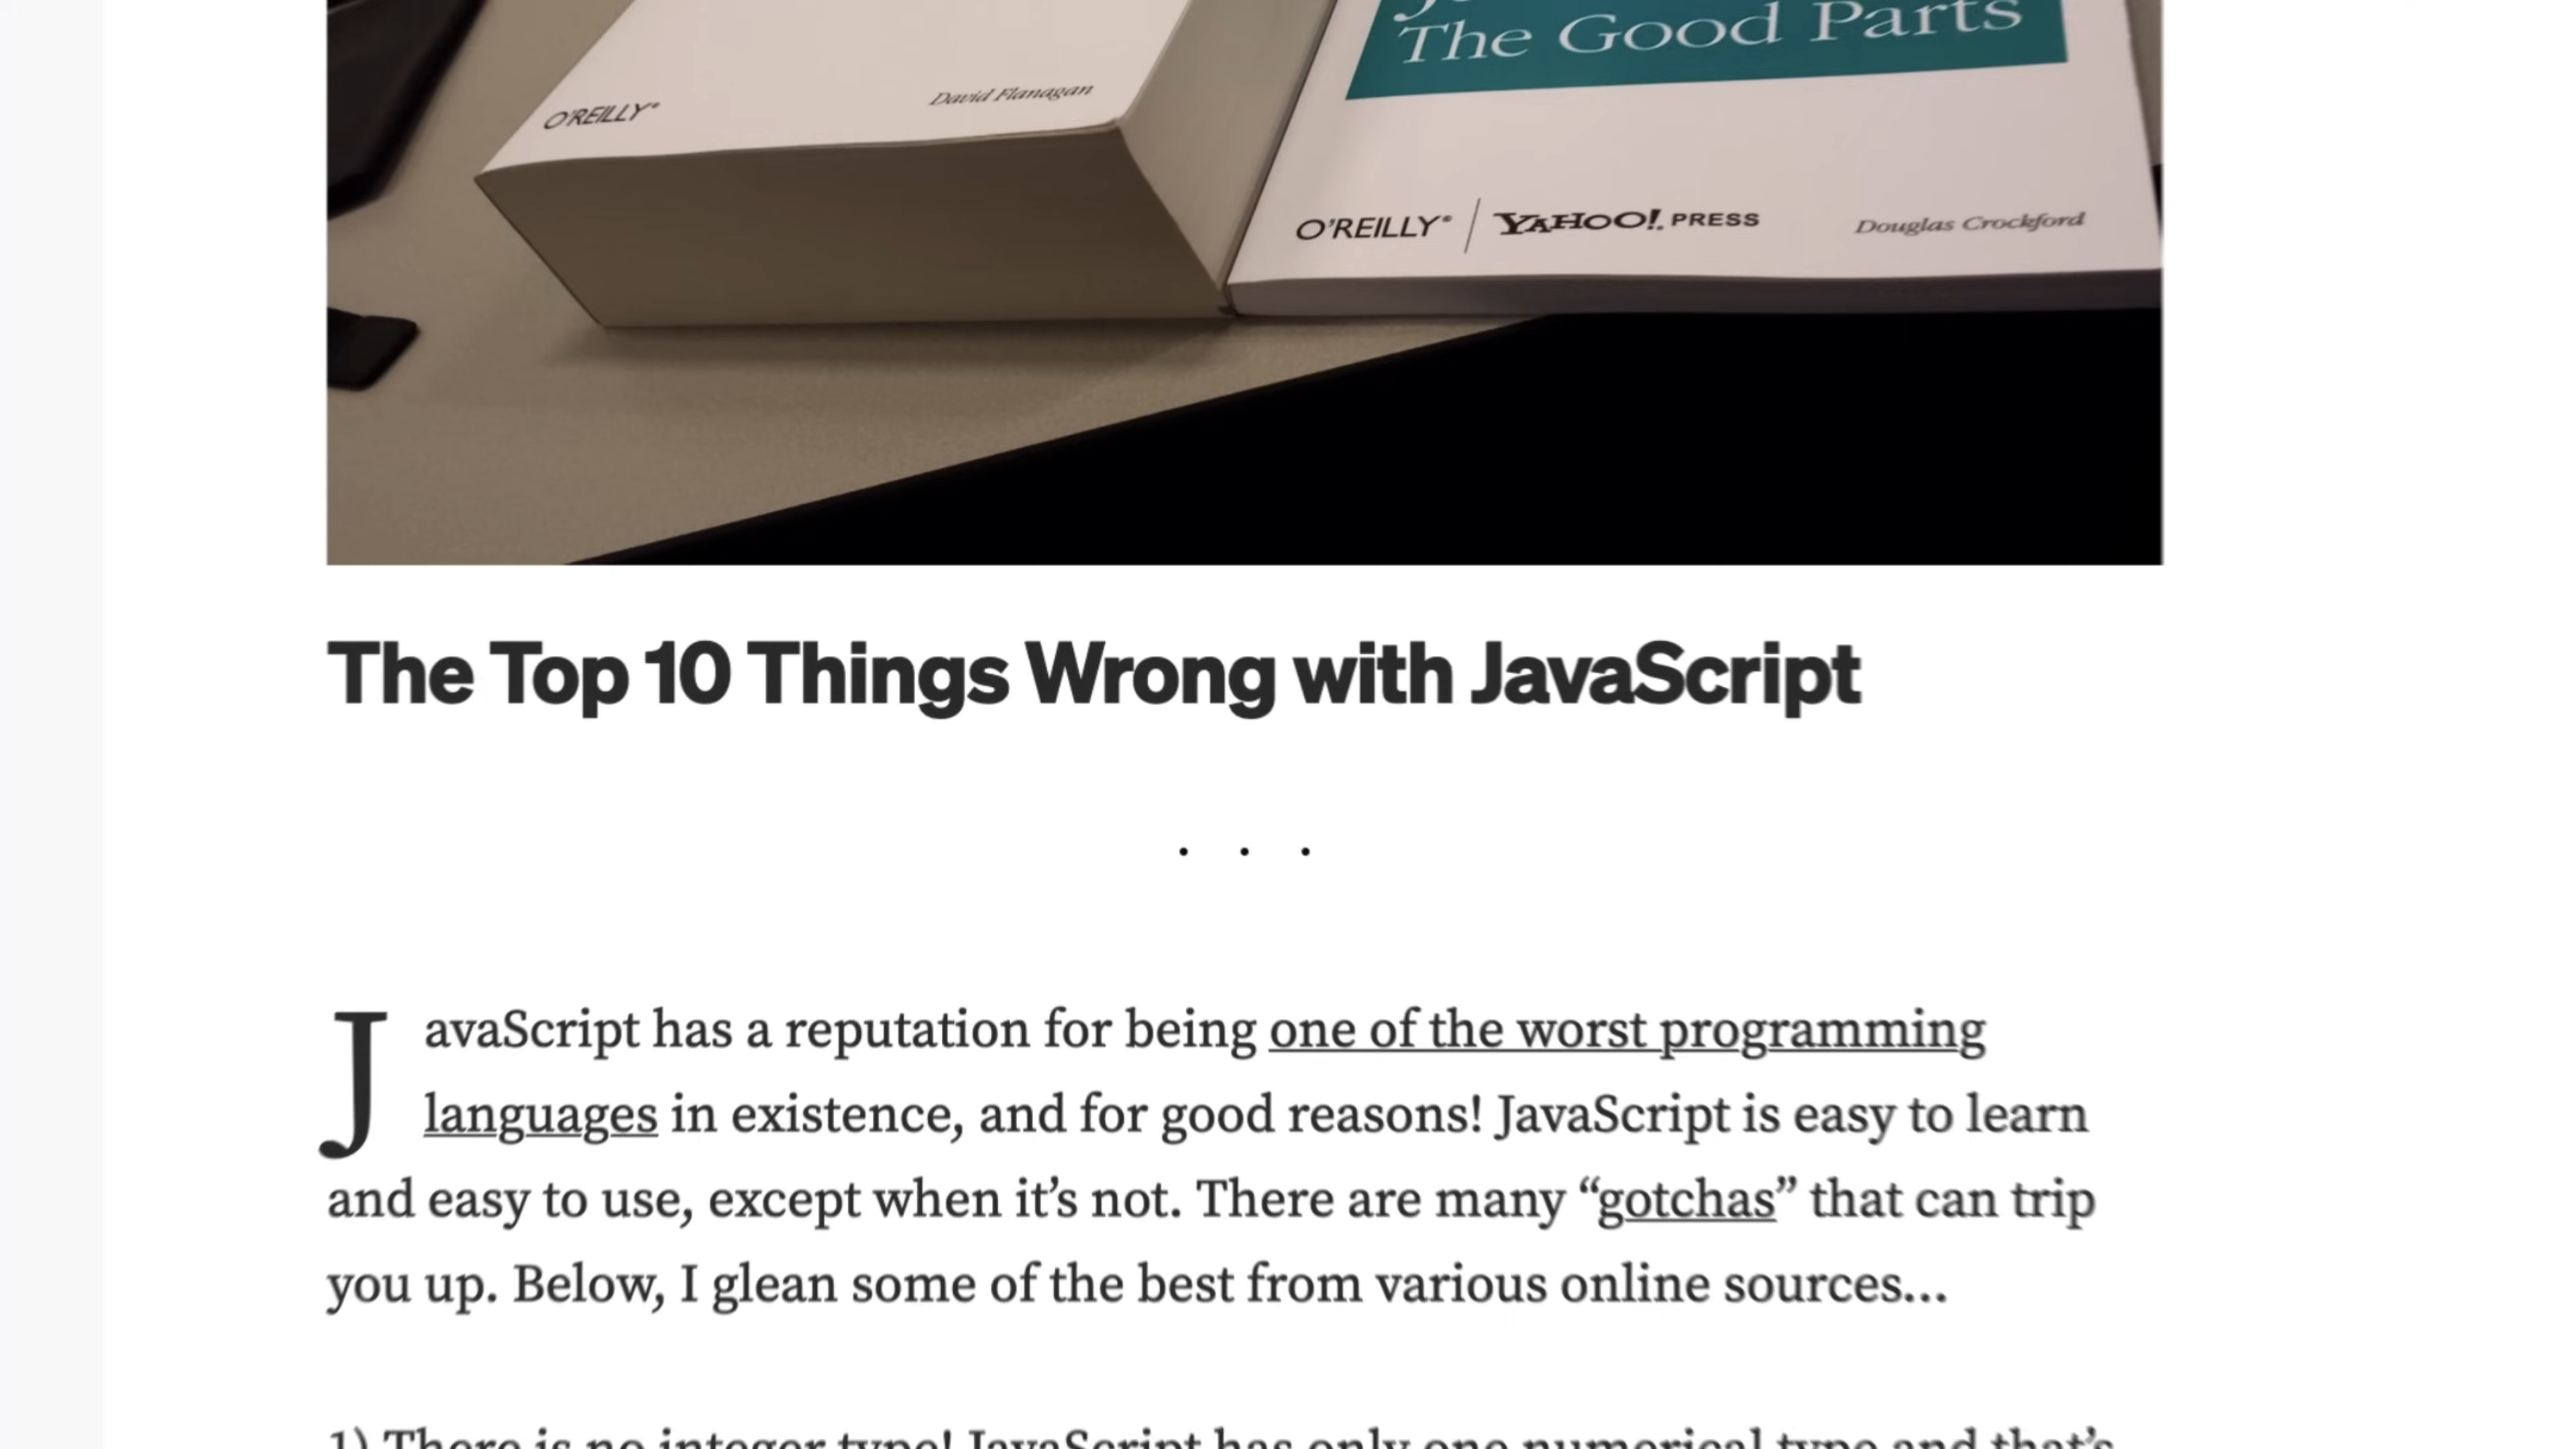 The Good Parts
O'REILLY®
David Flanagan
O'REILLY® | YAHOO!. PRESS
Douglas Crockford
The Top 10 Things Wrong with JavaScript
. . .
JavaScript has a reputation for being one of the worst programming
languages in existence, and for good reasons! JavaScript is easy to learn
and easy to use, except when it’s not. There are many “gotchas” that can trip
you up. Below, I glean some of the best from various online sources…
1) There is no integer type! JavaScript has only one numerical type and that’s